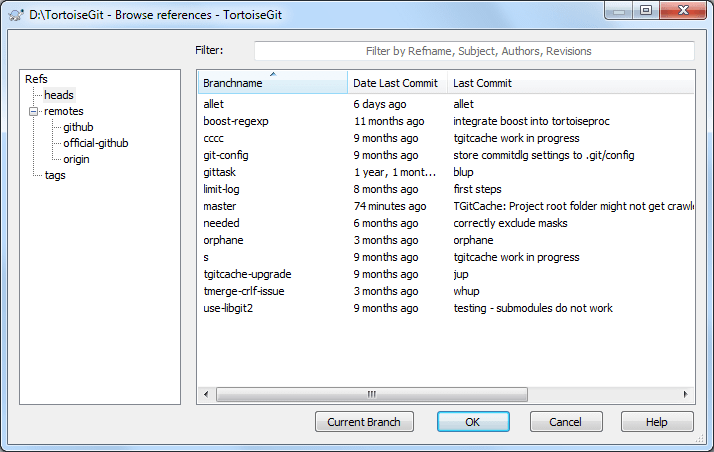 D:\TortoiseGit - Browse references - TortoiseGit
Filter:
Filter by Refname, Subject, Authors, Revisions
Refs
heads
remotes
github
official-github
origin
tags
Branchname Date Last Commit Last Commit
allet 6 days ago allet
boost-regexp 11 months ago integrate boost into tortoiseproc
cccc 9 months ago tgitcache work in progress
git-config 9 months ago store commitdlg settings to .git/config
gittask 1 year, 1 mont... blup
limit-log 8 months ago first steps
master 74 minutes ago TGitCache: Project root folder might not get crawle
needed 6 months ago correctly exclude masks
orphane 3 months ago orphane
s 9 months ago tgitcache work in progress
tgitcache-upgrade 9 months ago jup
tmerge-crlf-issue 3 months ago whup
use-libgit2 9 months ago testing - submodules do not work
Current Branch OK Cancel Help